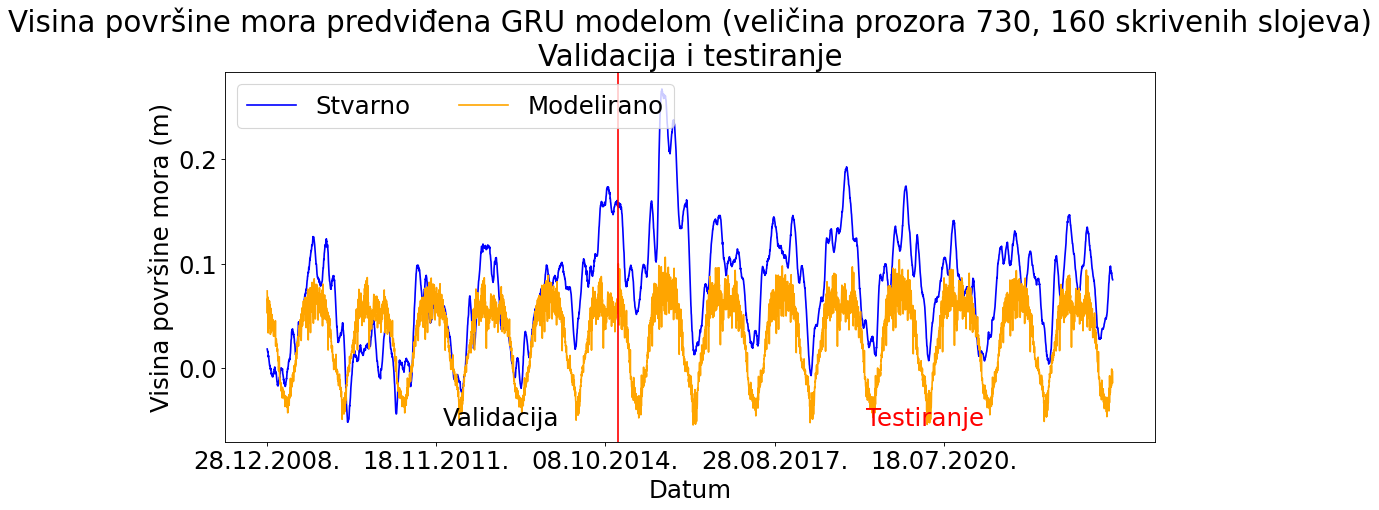 Visina površine mora predviđena GRU modelom (veličina prozora 730, 160 skrivenih slojeva)
Validacija i testiranje
Stvarno Modelirano
Visina površine mora (m)
0.2
0.1
0.0
Validacija Testiranje
28.12.2008. 18.11.2011. 08.10.2014. 28.08.2017. 18.07.2020.
Datum